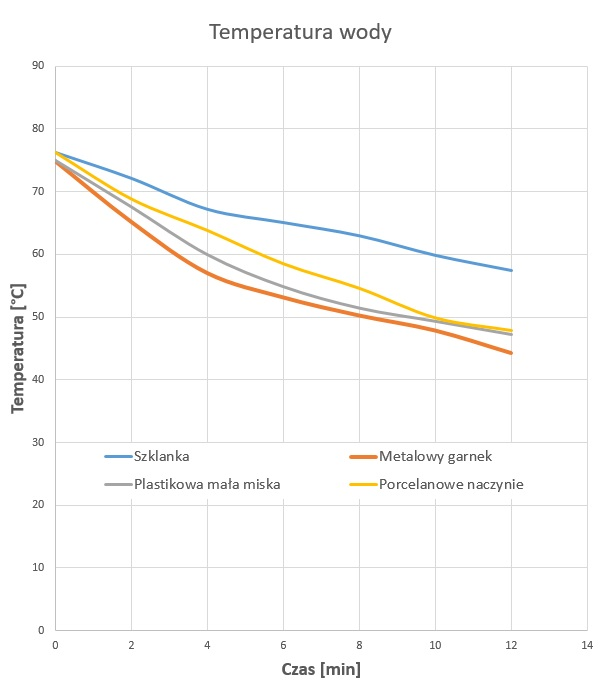 Temperatura wody
90
80
70
60
50
40
30
20
10
0
Temperatura [°C]
Szklanka Metalowy garnek
Plastikowa mała miska Porcelanowe naczynie
0 2 4 6 8 10 12 14
Czas [min]